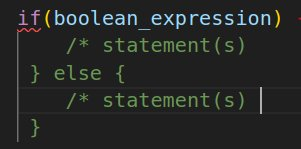 if(boolean_expression)
/* statement(s)
} else {
/* statement(s)
}